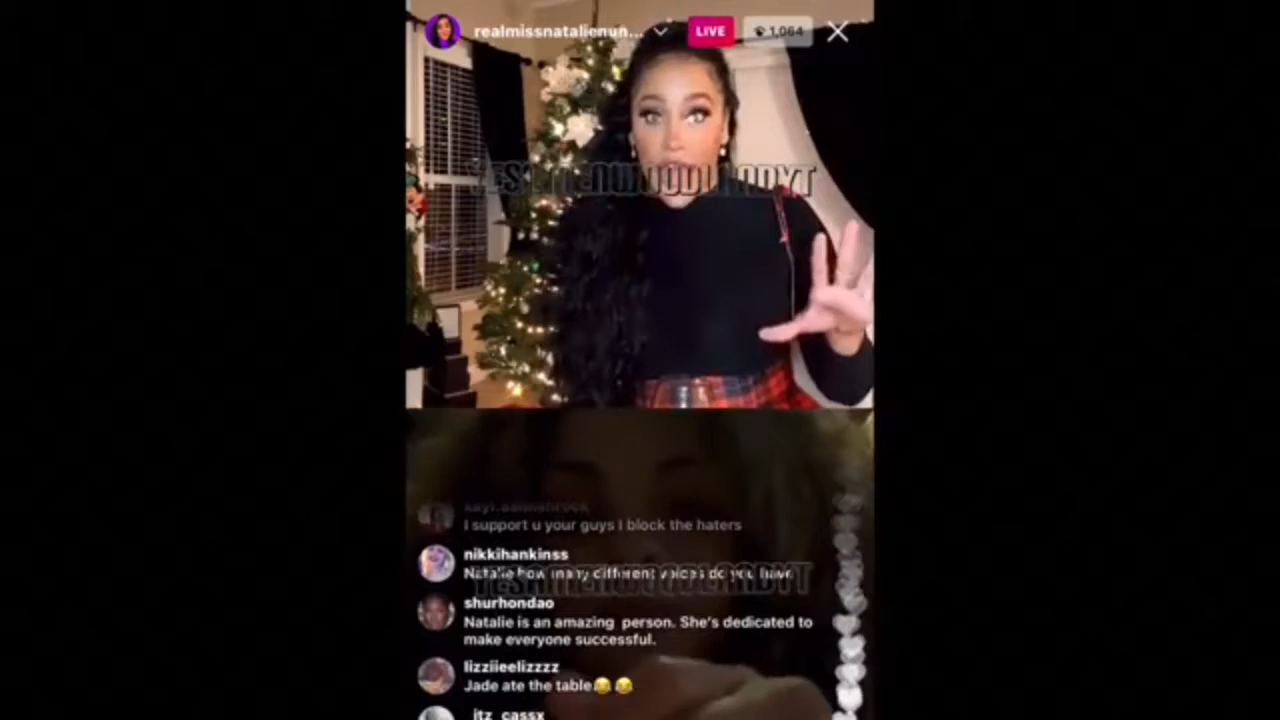 realmissnatalienun...
LIVE
1,064
I support u your guys I block the haters
nikkihankinss
Natalie how many different voices do you have
shurhondao
Natalie is an amazing person. She's dedicated to
make everyone successful.
lizziieelizzzz
Jade ate the table😂 😂
_itz_cassx